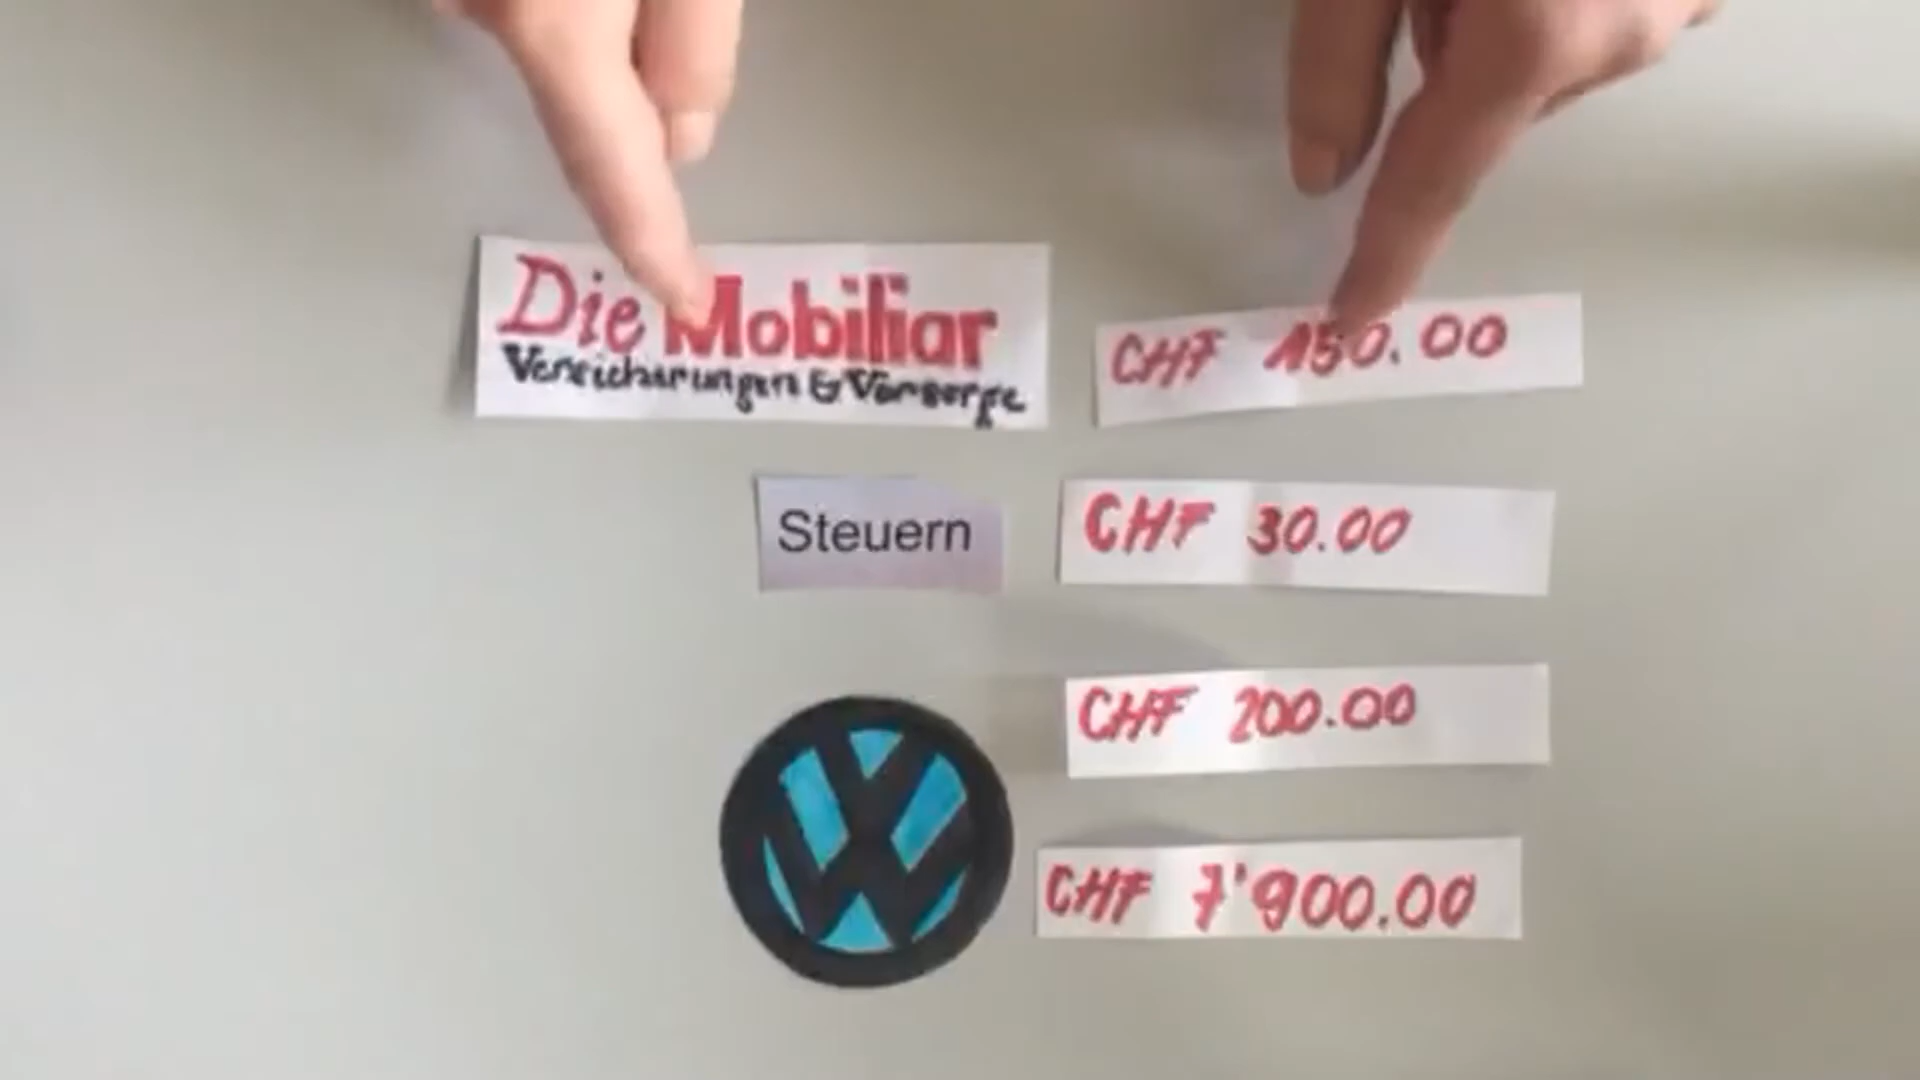 Die Mobiliar
Versicherungen & Vorsorge
CHF 150.00
Steuern
CHF 30.00
CHF 200.00
CHF 7'900.00